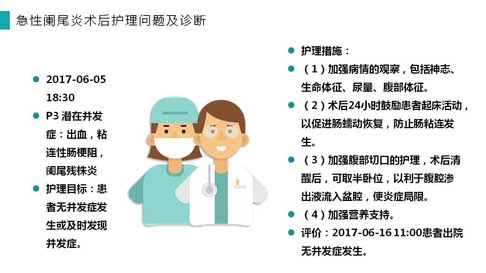 急性阑尾炎术后护理问题及诊断
2017-06-05
18:30
P3 潜在并发
症：出血，粘
连性肠梗阻，
阑尾残株炎
护理目标：患
者无并发症发
生或及时发现
并发症。
护理措施：
（1）加强病情的观察，包括神志、
生命体征、尿量、腹部体征。
（2）术后24小时鼓励患者起床活动，
以促进肠蠕动恢复，防止肠粘连发
生。
（3）加强腹部切口的护理，术后清
醒后，可取半卧位，以利于腹腔渗
出液流入盆腔，使炎症局限。
（4）加强营养支持。
评价：2017-06-16 11:00患者出院
无并发症发生。